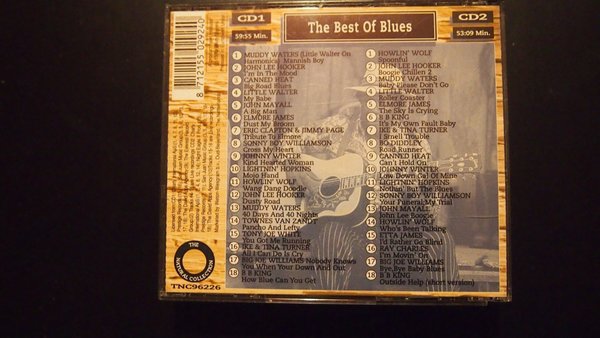 CD1
59:55 Min.
The Best Of Blues
CD2
53:09 Min.
8 712155 029240
1 MUDDY WATERS (Little Walter On
Harmonica) Mannish Boy
2 JOHN LEE HOOKER
I'm In The Mood
3 CANNED HEAT
Big Road Blues
4 LITTLE WALTER
My Babe
5 JOHN MAYALL
O Big Man
6 ELMORE JAMES
Dust My Broom
7 ERIC CLAPTON & JIMMY PAGE
Tribute To Elmore
8 SONNY BOY WILLIAMSON
Cross My Heart
9 JOHNNY WINTER
Kind Hearted Woman
10 LIGHTNIN' HOPKINS
Mojo Hand
11 HOWLIN' WOLF
Wang Dang Doodle
12 JOHN LEE HOOKER
Dusty Road
13 MUDDY WATERS
40 Days And 40 Nights
14 TOWNES VAN ZANDT
Pancho And Lefty
15 TONY JOE WHITE
You Got Me Running
16 IKE & TINA TURNER
All I Can Do Is Cry
17 BIG JOE WILLIAMS Nobody Knows
You When Your Down And Out
18 B B KING
How Blue Can You Get
1 HOWLIN' WOLF
Spoonful
2 JOHN LEE HOOKER
Boogie Chillen 2
3 MUDDY WATERS
Baby Please Don't Go
4 LITTLE WALTER
Roller Coaster
5 ELMORE JAMES
The Sky Is Crying
6 B B KING
It's My Own Fault Baby
7 IKE & TINA TURNER
I Smell Trouble
8 BO DIDDLEY
Road Runner
9 CANNED HEAT
Can't Hold On
10 JOHNNY WINTER
(Low Down Gal Of Mine
11 LIGHTNIN' HOPKINS
Nothin' But The Blues
12 SONNY BOY WILLIAMSON
Your Funeral My Trial
13 JOHN MAYALL
John Lee Boogie
14 HOWLIN' WOLF
Who's Been Talking
15 ETTA JAMES
I'd Rather Go Blind
16 RAY CHARLES
I'm Movin' On
17 BIG JOE WILLIAMS
Bye,Bye Baby Blues
18 B B KING
Outside Help (short version)
THE
NATURAL COLLECTION
TNC96226